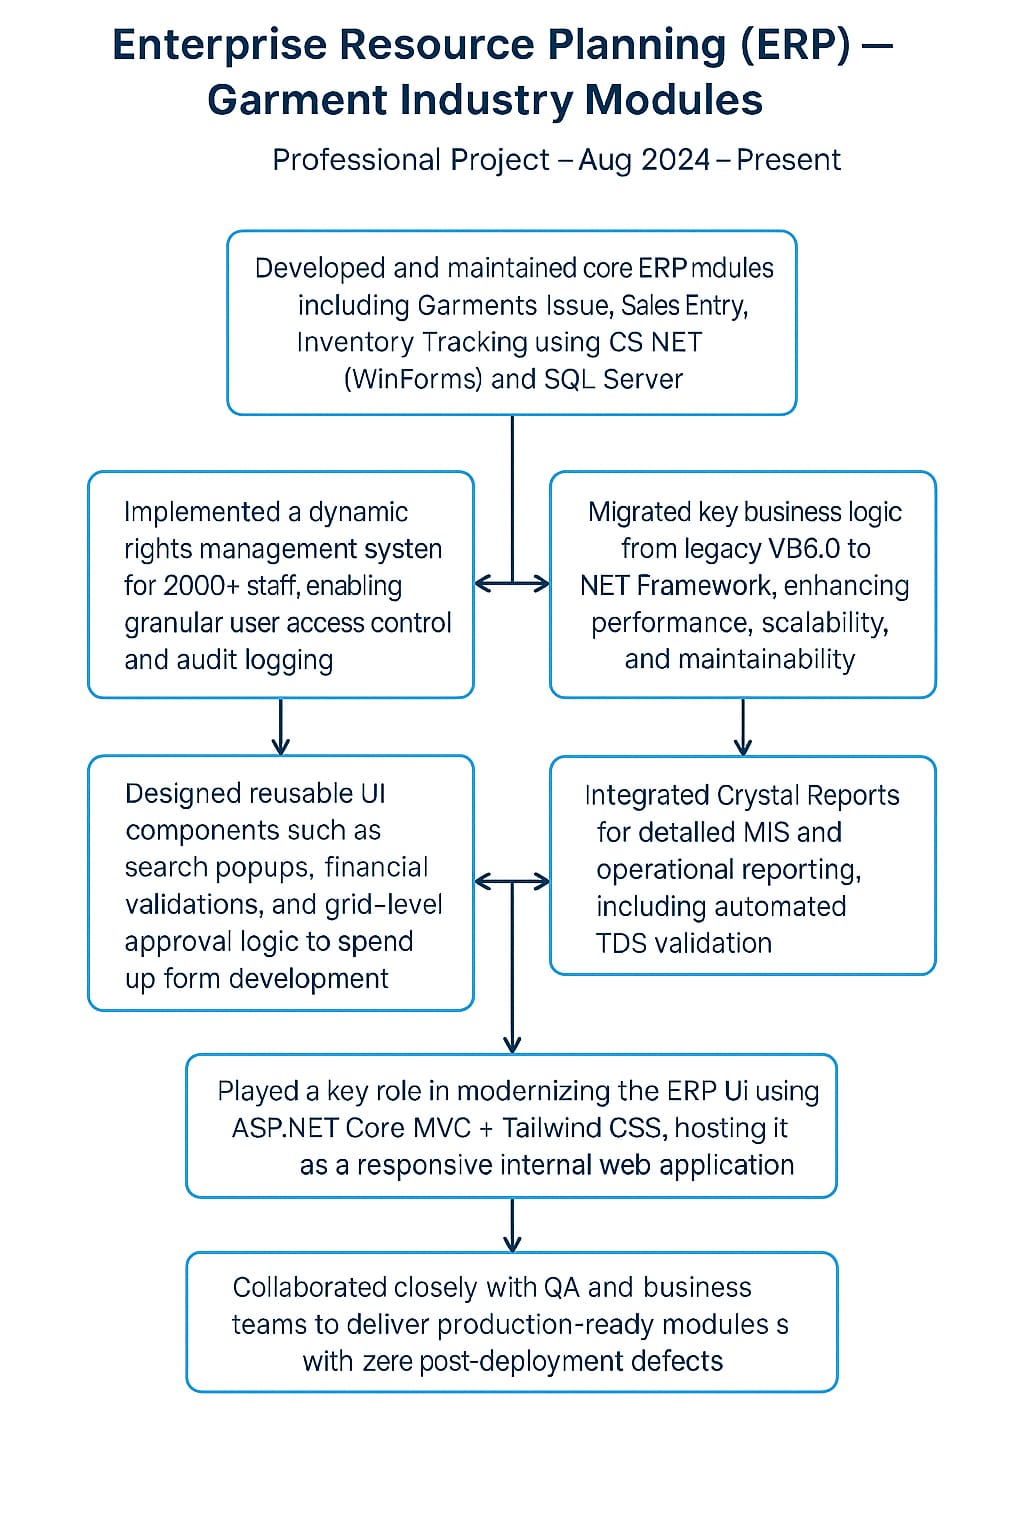 Enterprise Resource Planning (ERP) —
Garment Industry Modules
Professional Project – Aug 2024 – Present
Developed and maintained core ERP mdules
including Garments Issue, Sales Entry,
Inventory Tracking using CS NET
(WinForms) and SQL Server
Implemented a dynamic
rights management systen
for 2000+ staff, enabling
granular user access control
and audit logging
Migrated key business logic
from legacy VB6.0 to
NET Framework, enhancing
performance, scalability,
and maintainability
Designed reusable UI
components such as
search popups, financial
validations, and grid-level
approval logic to spend
up form development
Integrated Crystal Reports
for detailed MIS and
operational reporting,
including automated
TDS validation
Played a key role in modernizing the ERP Ui using
ASP.NET Core MVC + Tailwind CSS, hosting it
as a responsive internal web application
Collaborated closely with QA and business
teams to deliver production-ready modules s
with zere post-deployment defects